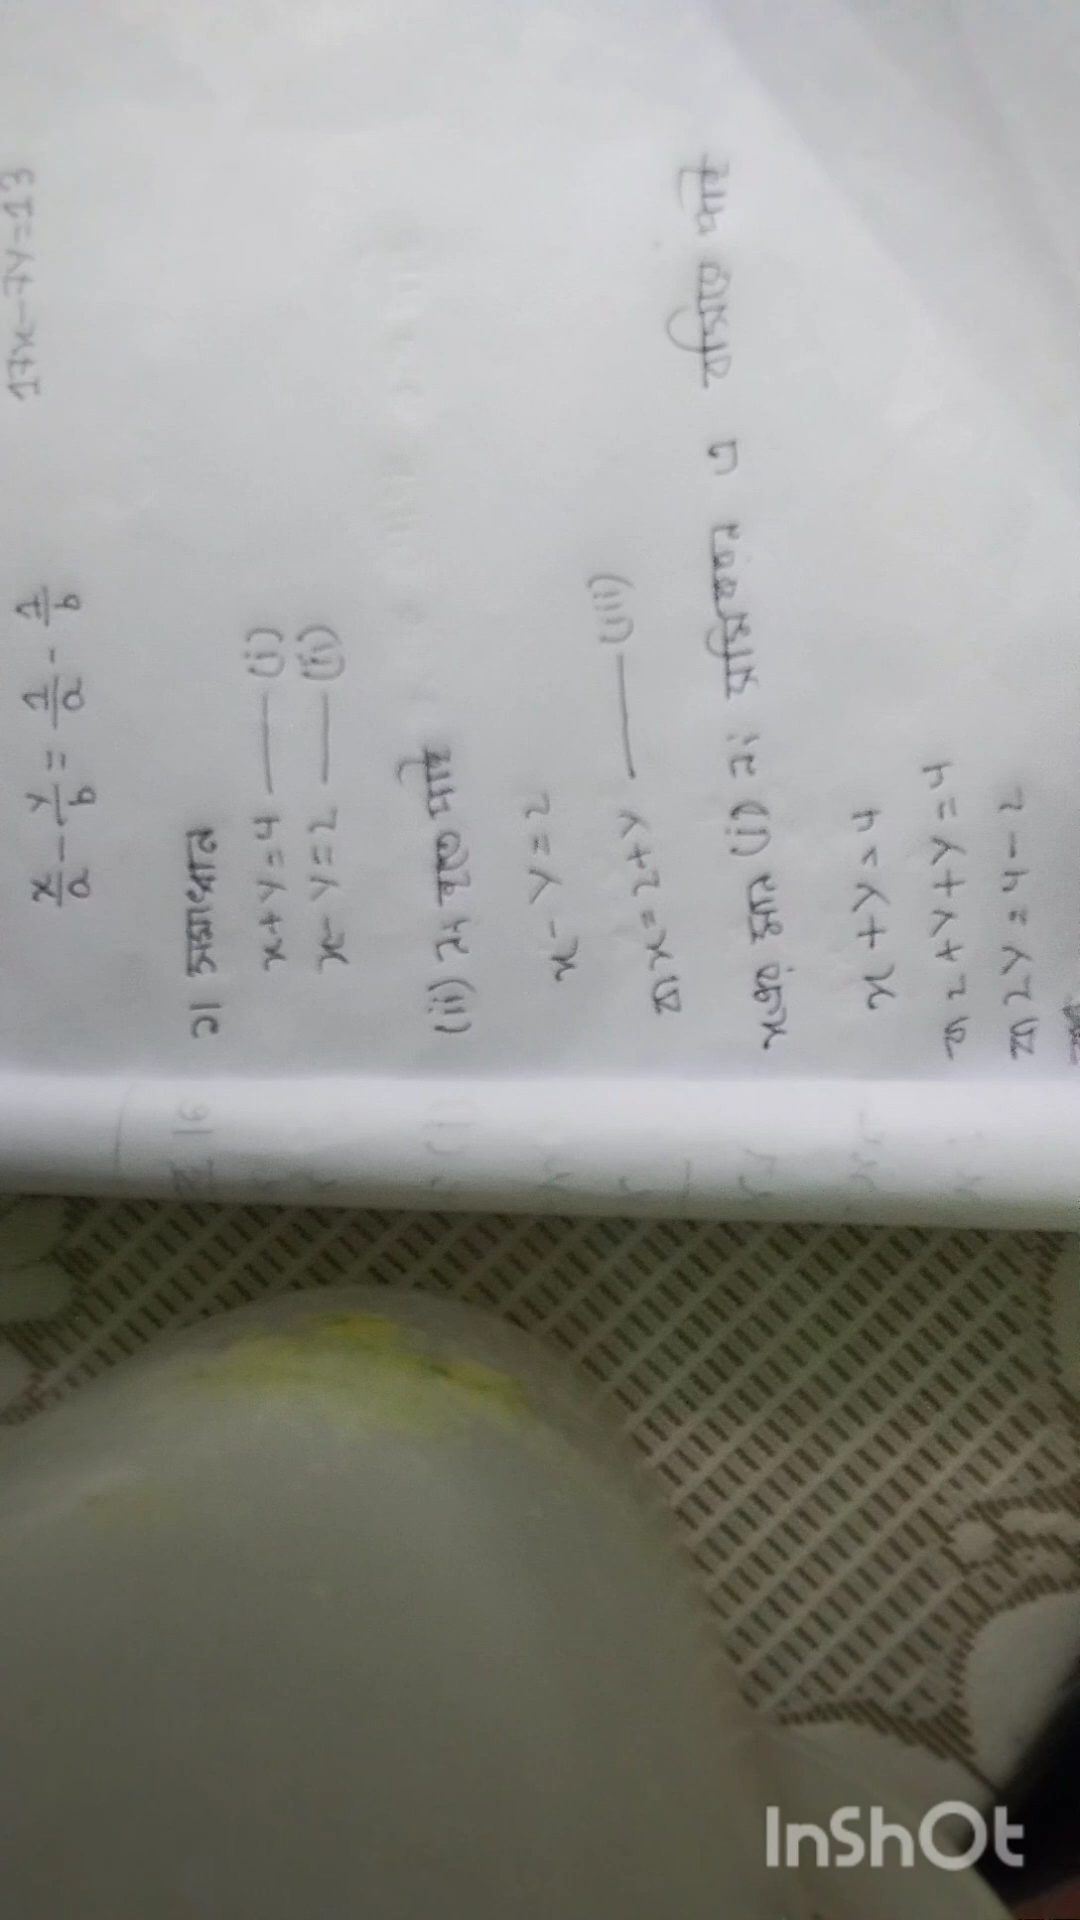 x/a - y/b = 1/a - 1/b
17x-7y=13
২। সমাধান
x+y=4 —— (i)
x-y=2 —— (ii)
(ii) নং হতে পাই
x-y=2
বা x=2+y —— (iii)
x এর মান (i) নং সমীকরণে বসিয়ে পাই
x+y=4
বা 2+y+y=4
বা 2y=4-2
InShOt